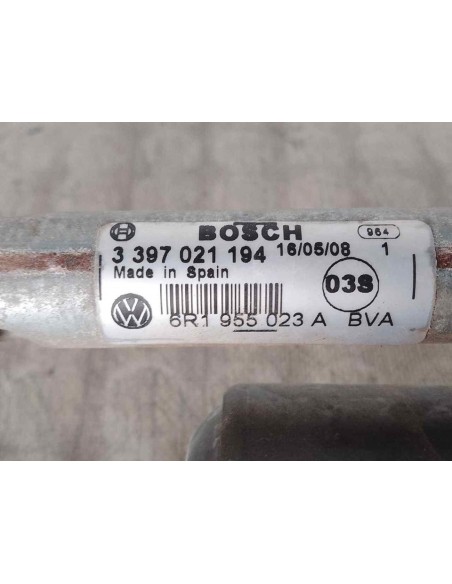 BOSCH 964
3 397 021 194 16/05/08 1
Made in Spain 03S
6R1 955 023 A BVA